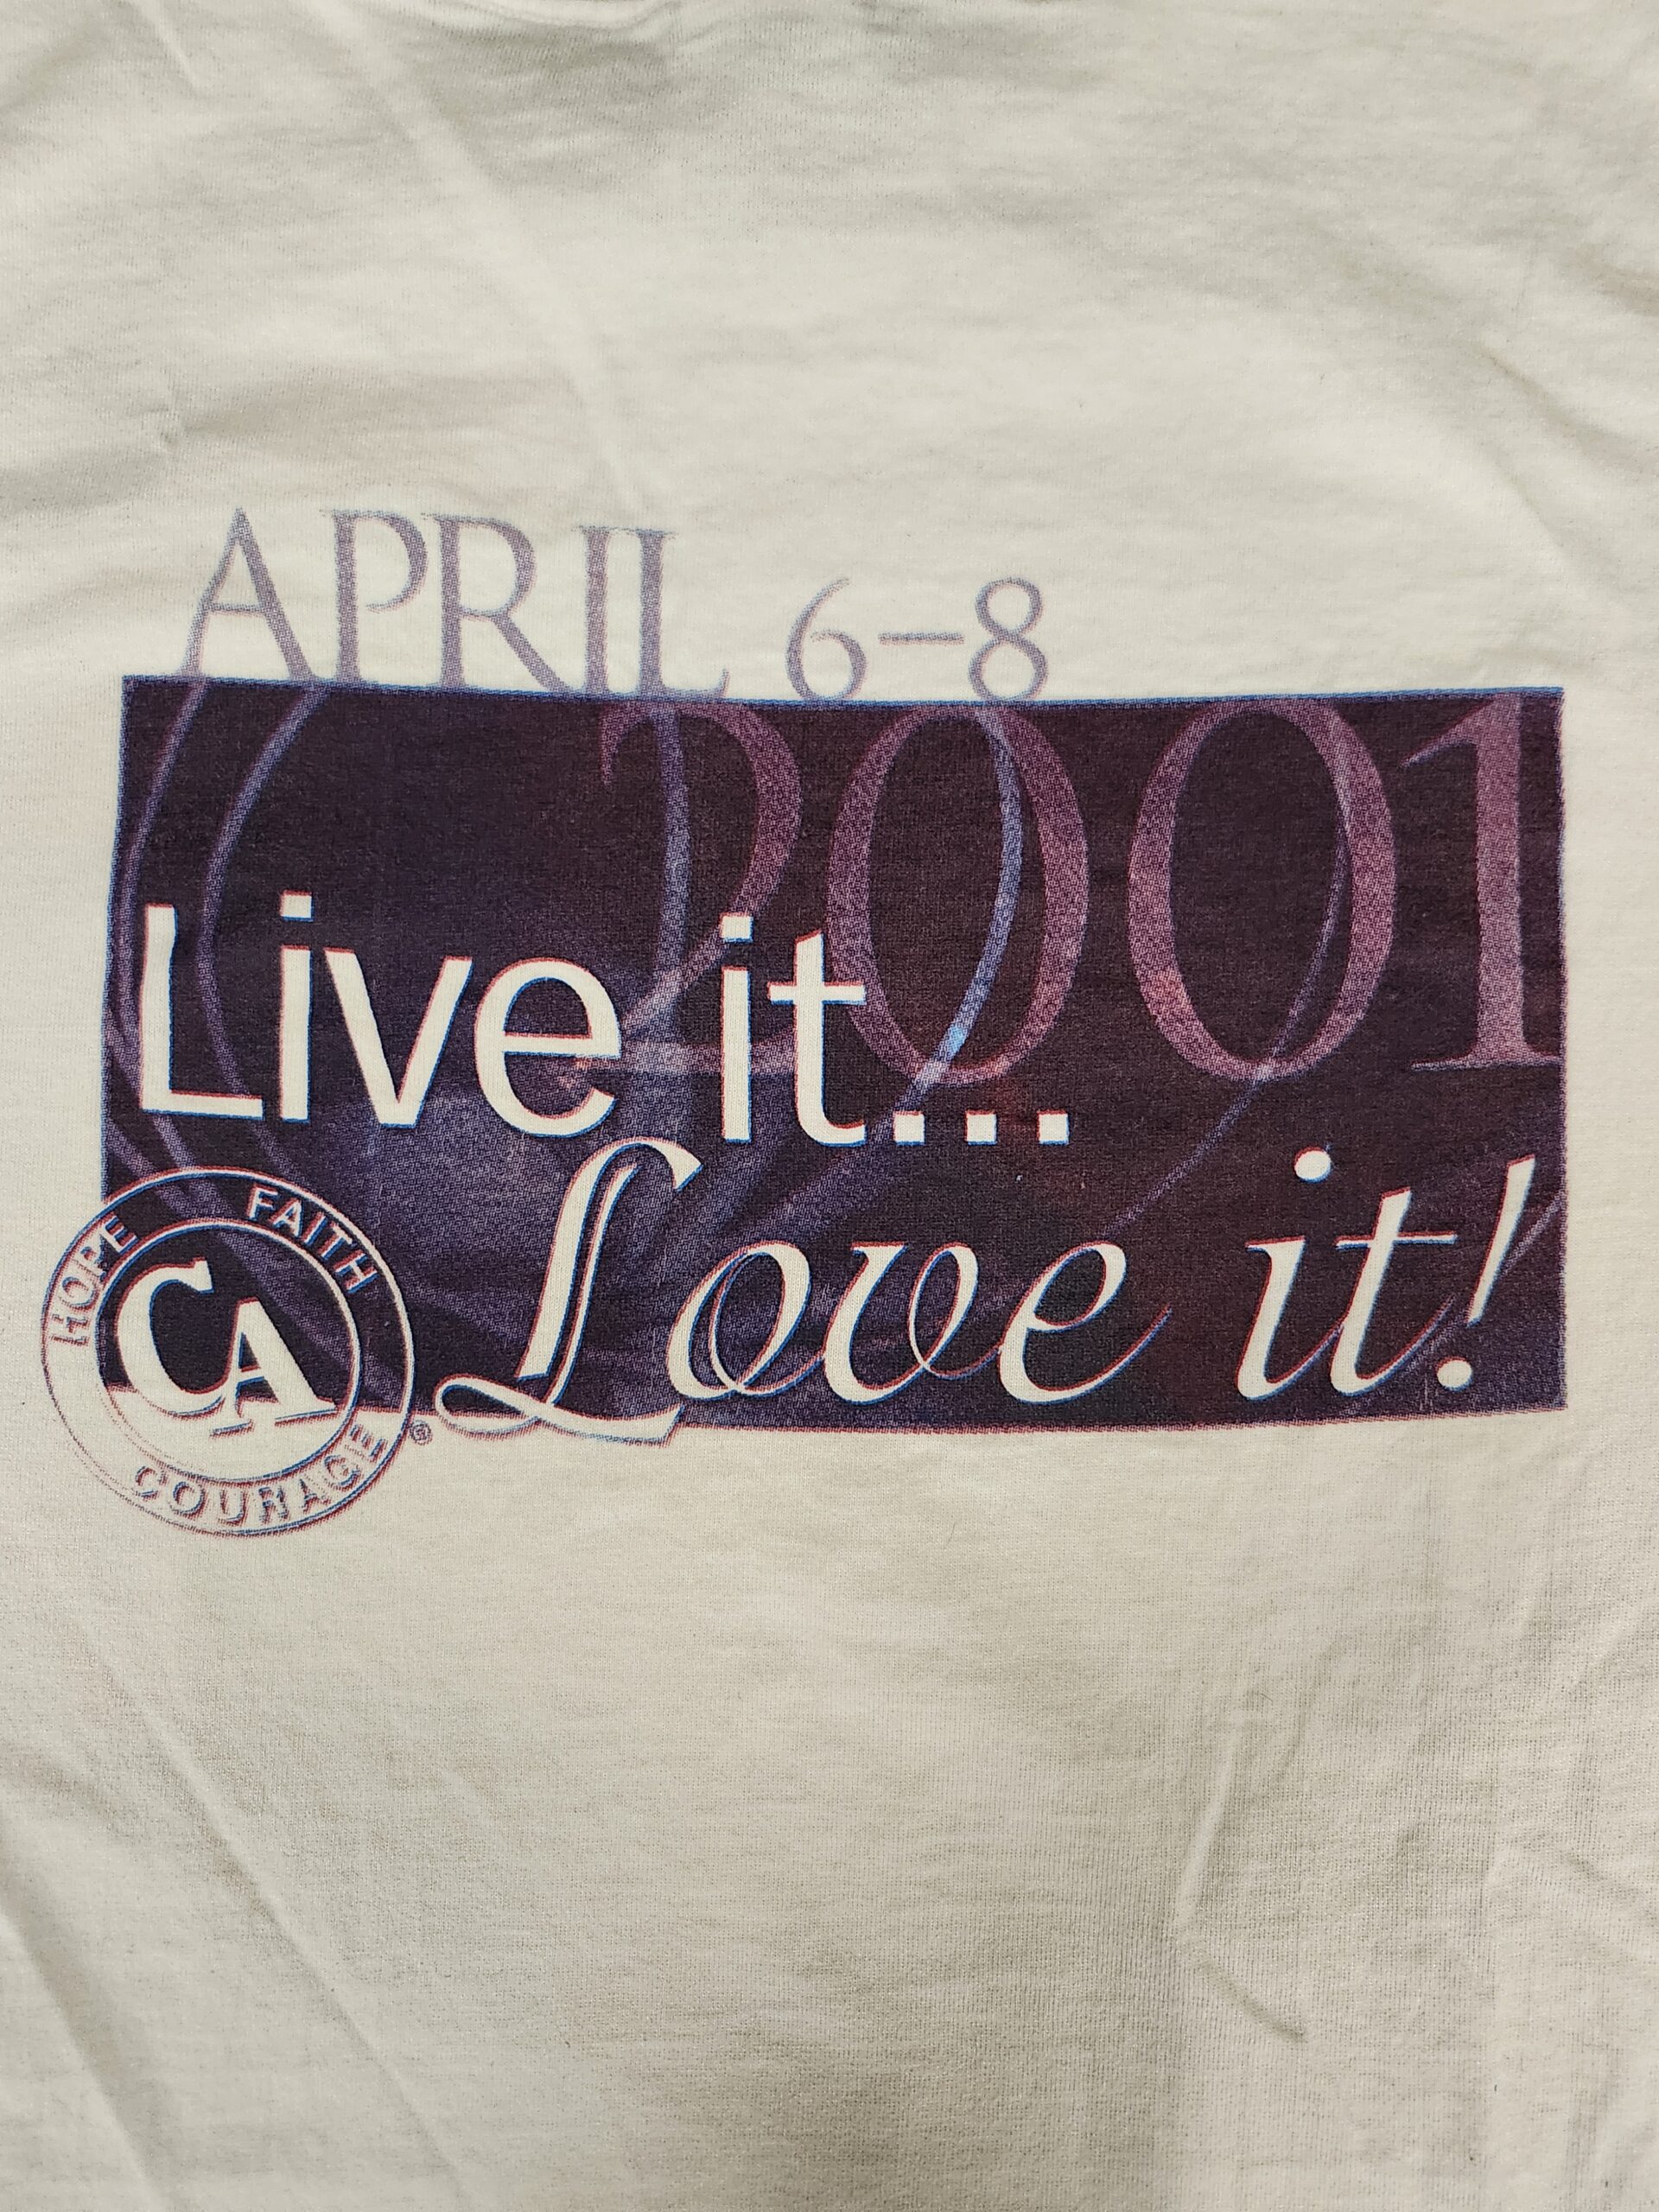 APRIL 6–8
2001
Live it...
Love it!
HOPE FAITH COURAGE
CA
®